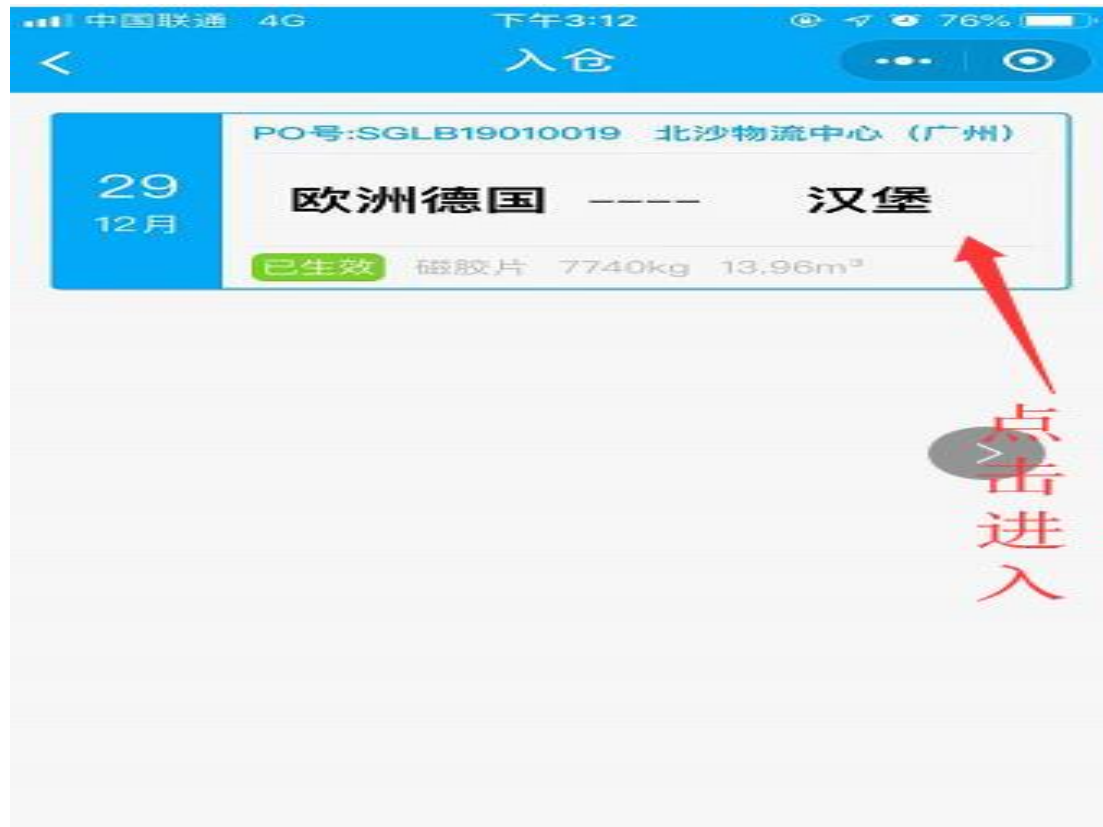 中国联通 4G 下午3:12 76%
入仓
PO号:SGLB19010019 北沙物流中心（广州）
29
12月
欧洲德国 ---- 汉堡
已生效 磁胶片 7740kg 13.96m³
点击进入